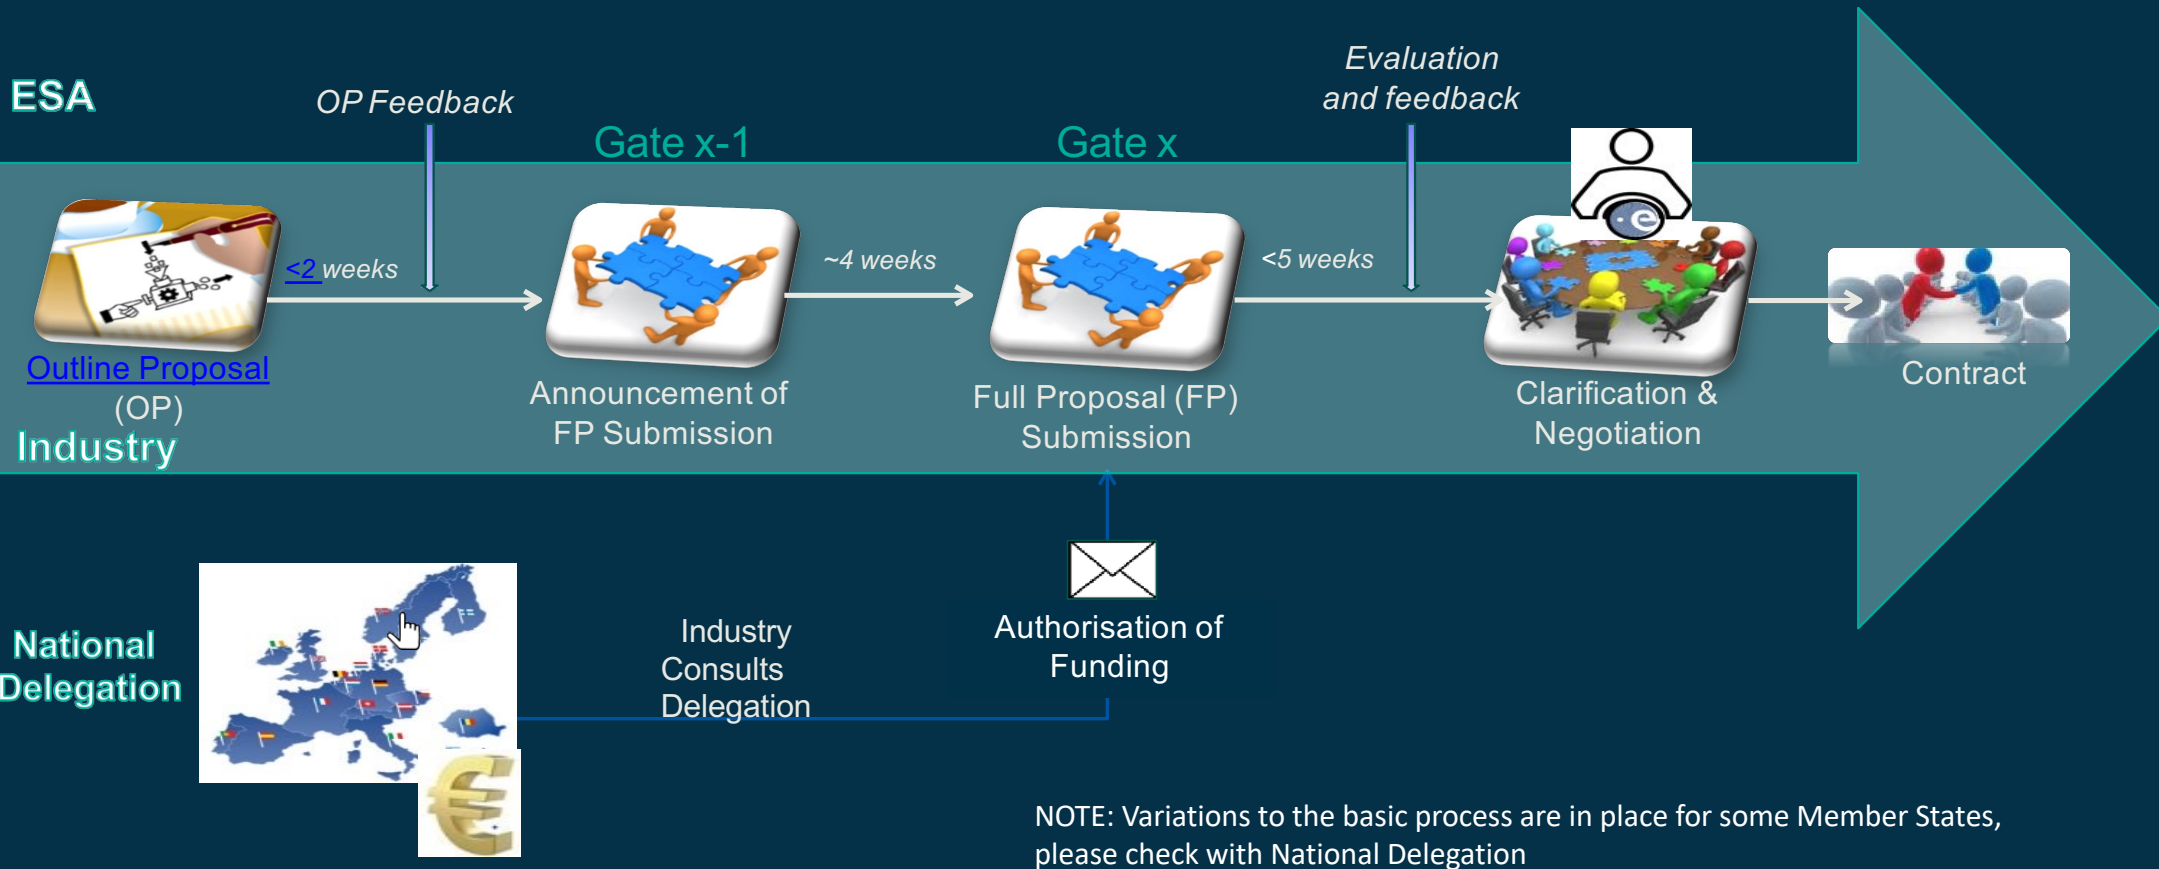 ESA
OP Feedback
Evaluation
and feedback
Gate x-1
Gate x
<2 weeks
~4 weeks
<5 weeks
Outline Proposal
(OP)
Industry
Announcement of
FP Submission
Full Proposal (FP)
Submission
Clarification &
Negotiation
Contract
National
Delegation
Industry
Consults
Delegation
Authorisation of
Funding
NOTE: Variations to the basic process are in place for some Member States,
please check with National Delegation